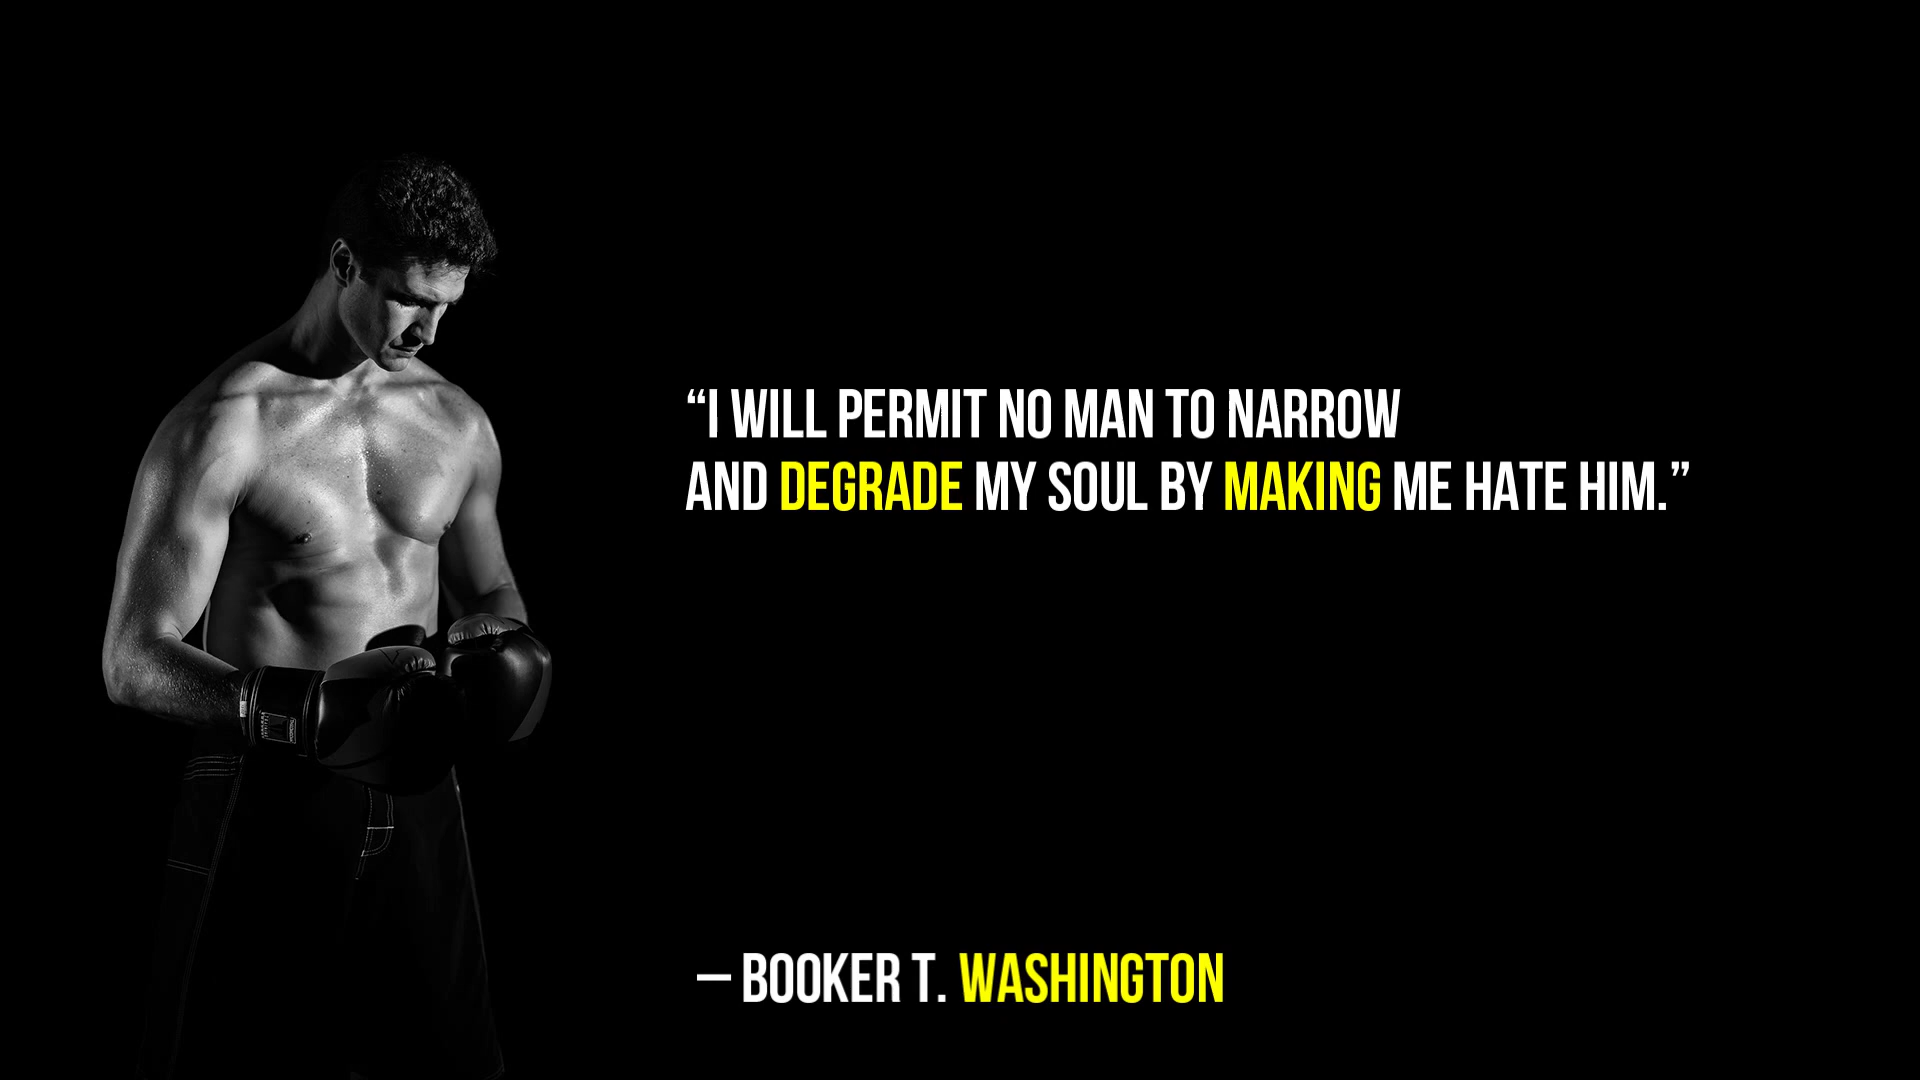 “I WILL PERMIT NO MAN TO NARROW
AND DEGRADE MY SOUL BY MAKING ME HATE HIM.”
– BOOKER T. WASHINGTON